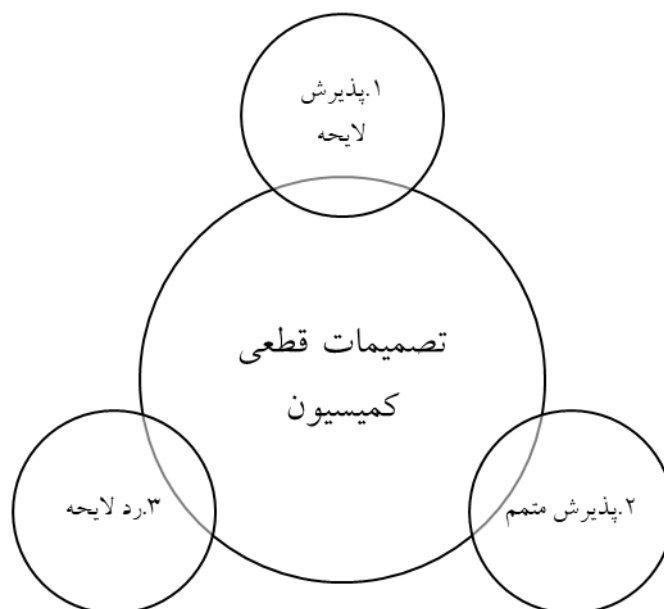 ۱.پذیرش
لایحه
تصمیمات قطعی
کمیسیون
۲.پذیرش متمم
۳.رد لایحه